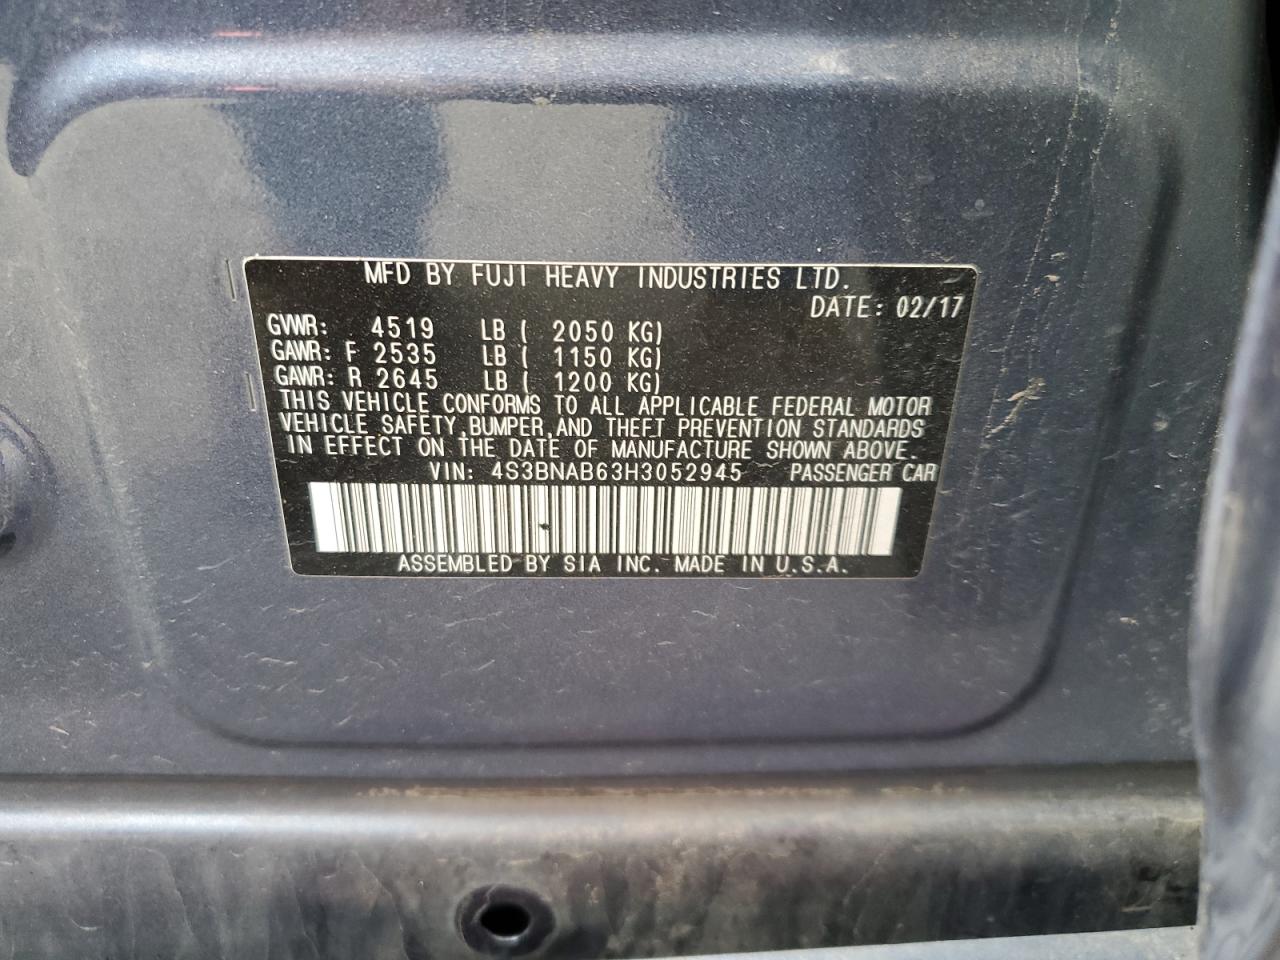 MFD BY FUJI HEAVY INDUSTRIES LTD.
DATE: 02/17
GVWR: 4519 LB ( 2050 KG)
GAWR: F 2535 LB ( 1150 KG)
GAWR: R 2645 LB ( 1200 KG)
THIS VEHICLE CONFORMS TO ALL APPLICABLE FEDERAL MOTOR
VEHICLE SAFETY,BUMPER,AND THEFT PREVENTION STANDARDS
IN EFFECT ON THE DATE OF MANUFACTURE SHOWN ABOVE.
VIN: 4S3BNAB63H3052945 PASSENGER CAR
ASSEMBLED BY SIA INC. MADE IN U.S.A.